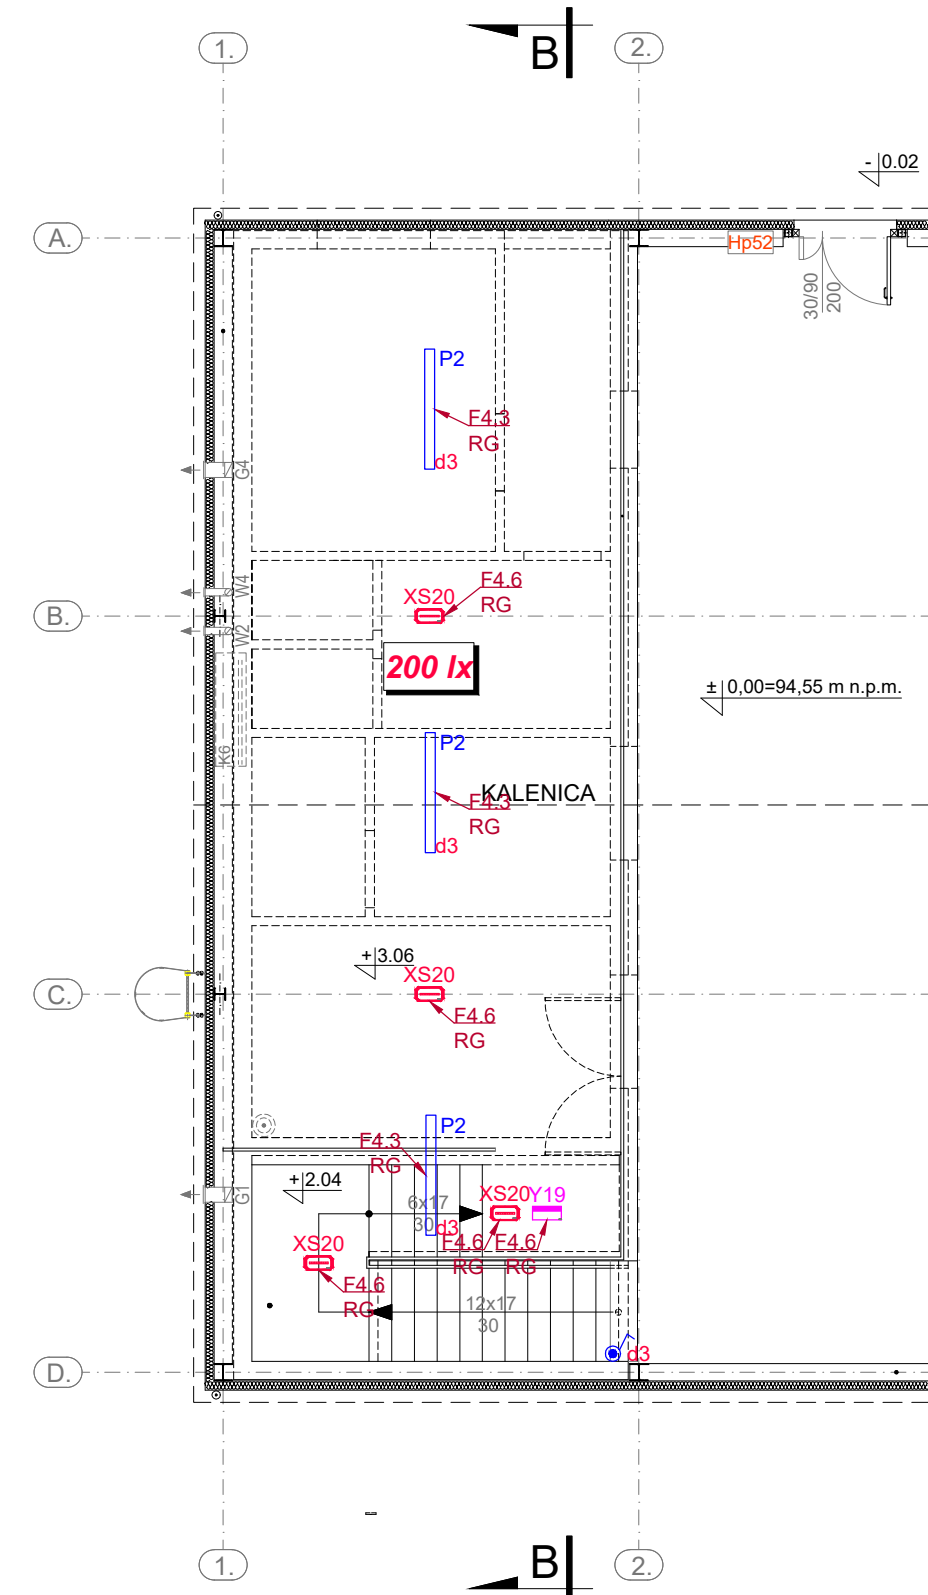 1.
B
2.
- 0.02
A.
Hp52
30/90
200
P2
F4.3
RG
d3
G4
F4.6
RG
XS20
W4
B.
W2
200 lx
± 0,00=94,55 m n.p.m.
K6
P2
KALENICA
F4.3
RG
d3
+3.06
XS20
C.
F4.6
RG
P2
F4.3
RG
+2.04
G1
6x17
30
d3
XS20
Y19
F4.6
RG
F4.6
RG
XS20
F4.6
RG
12x17
30
d3
D.
1.
B
2.